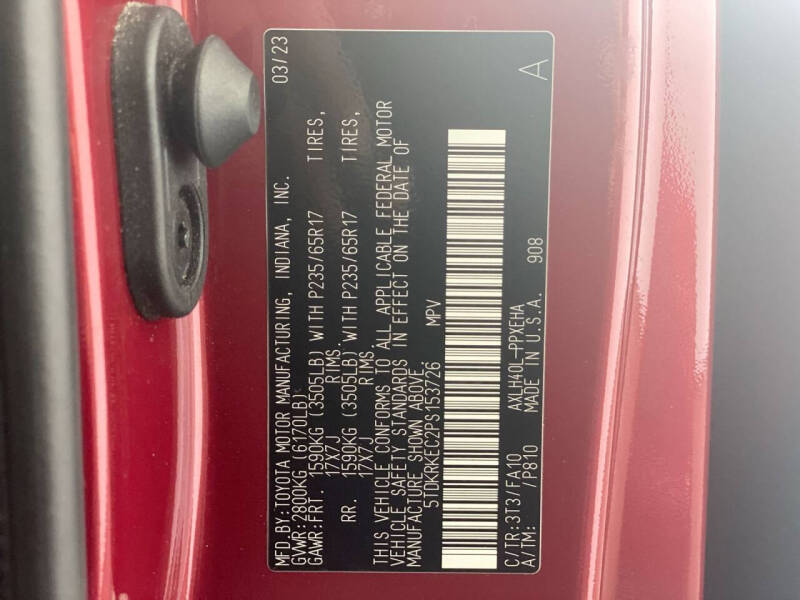 MFD.BY:TOYOTA MOTOR MANUFACTURING, INDIANA, INC. 03/23
GVWR:2800KG (6170LB)
GAWR:FRT. 1590KG (3505LB) WITH P235/65R17 TIRES,
17X7J RIMS.
RR. 1590KG (3505LB) WITH P235/65R17 TIRES,
17X7J RIMS.
THIS VEHICLE CONFORMS TO ALL APPLICABLE FEDERAL MOTOR
VEHICLE SAFETY STANDARDS IN EFFECT ON THE DATE OF
MANUFACTURE SHOWN ABOVE.
5TDKRKEC2PS153726 MPV
C/TR:3T3/FA10 AXLH40L-PPXEHA A
A/TM: /P810 MADE IN U.S.A. 908